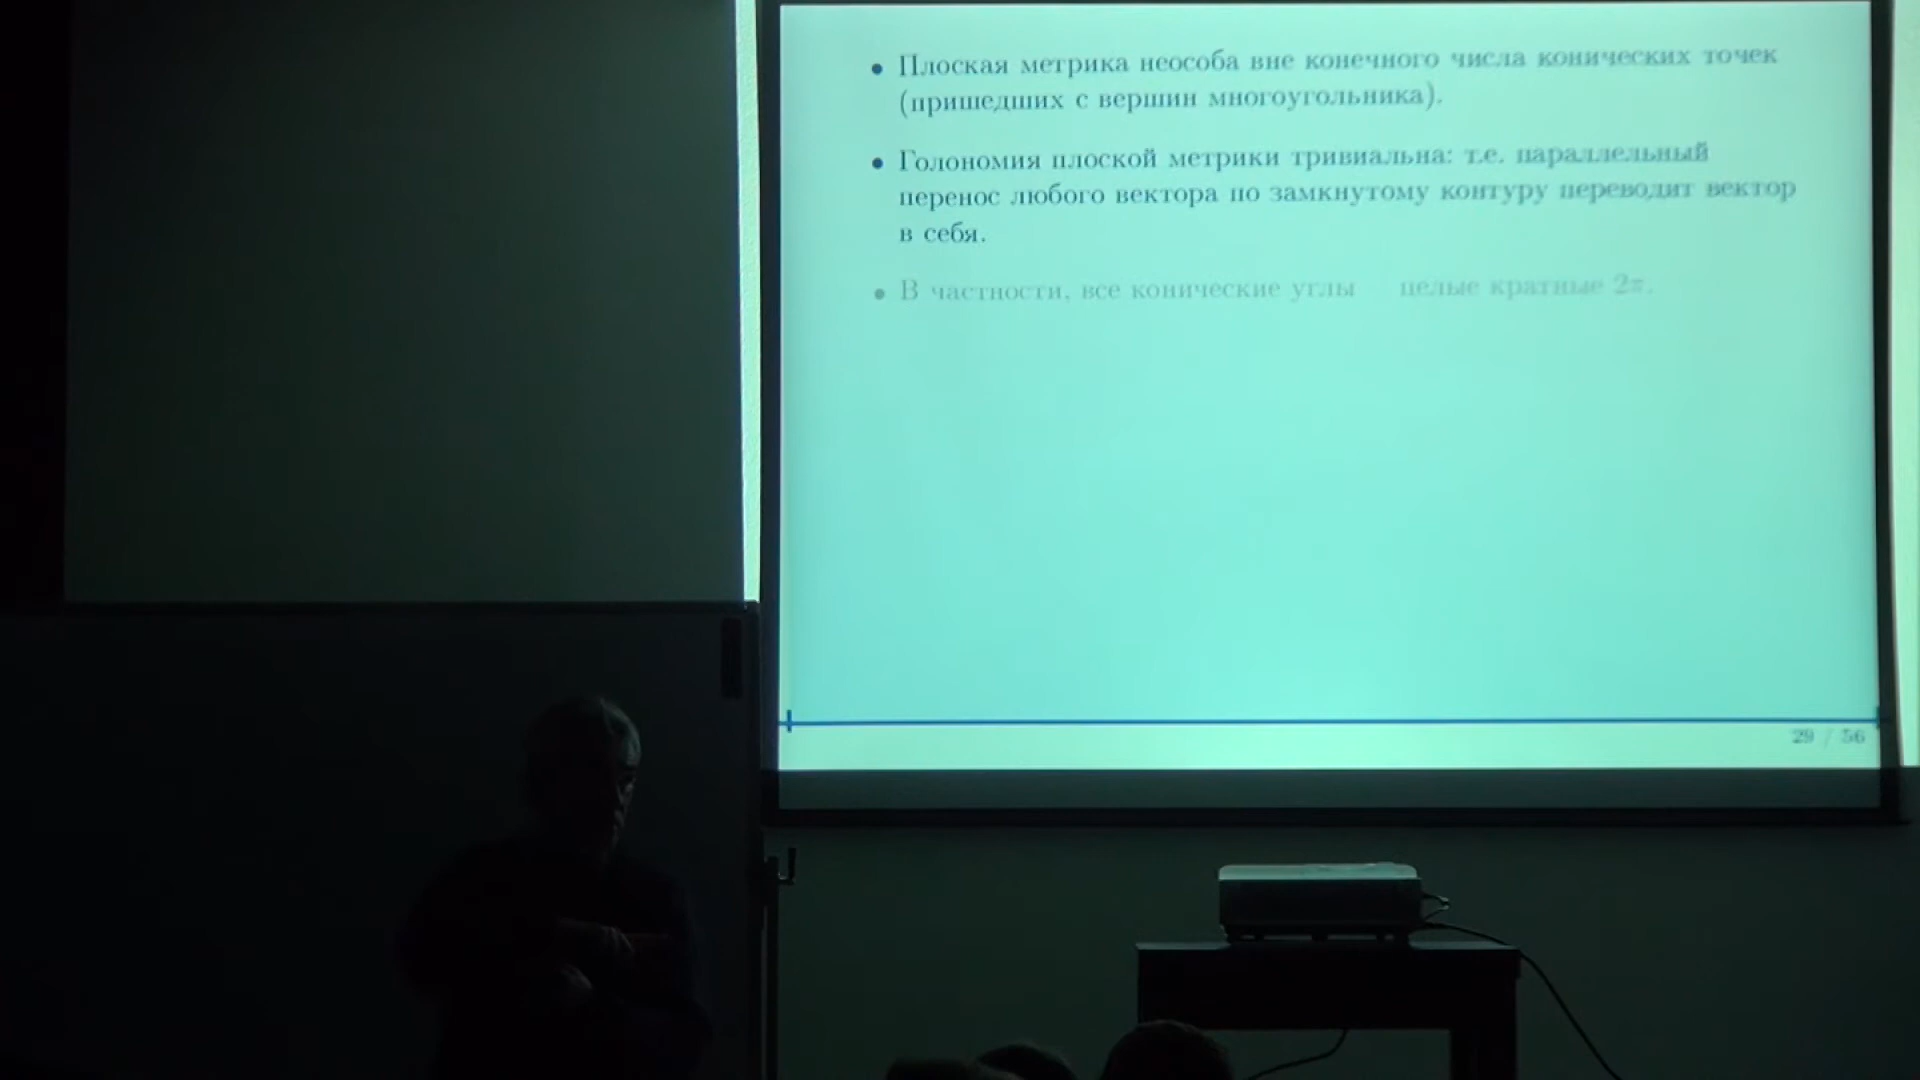 • Плоская метрика неособа вне конечного числа конических точек
(пришедших с вершин многоугольника).
• Голономия плоской метрики тривиальна: т.е. параллельный
перенос любого вектора по замкнутому контуру переводит вектор
в себя.
• В частности, все конические углы — целые кратные 2π.
29 / 56